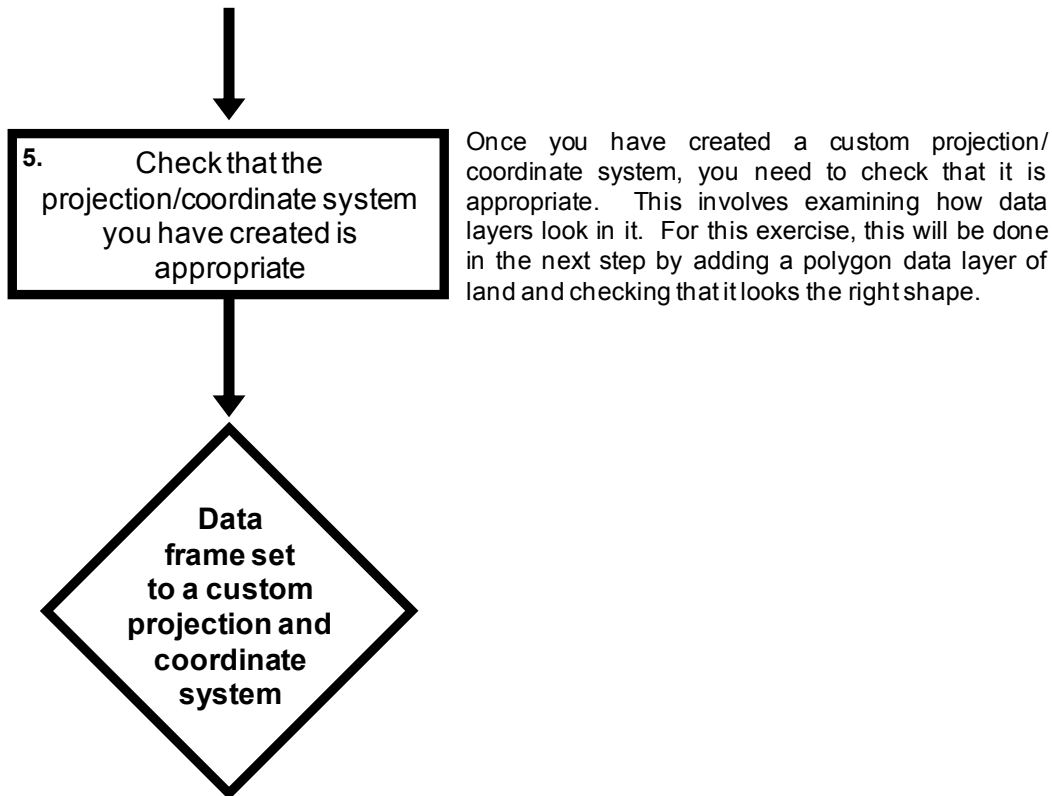 5.
Check that the
projection/coordinate system
you have created is
appropriate
Once you have created a custom projection/
coordinate system, you need to check that it is
appropriate. This involves examining how data
layers look in it. For this exercise, this will be done
in the next step by adding a polygon data layer of
land and checking that it looks the right shape.
Data
frame set
to a custom
projection and
coordinate
system